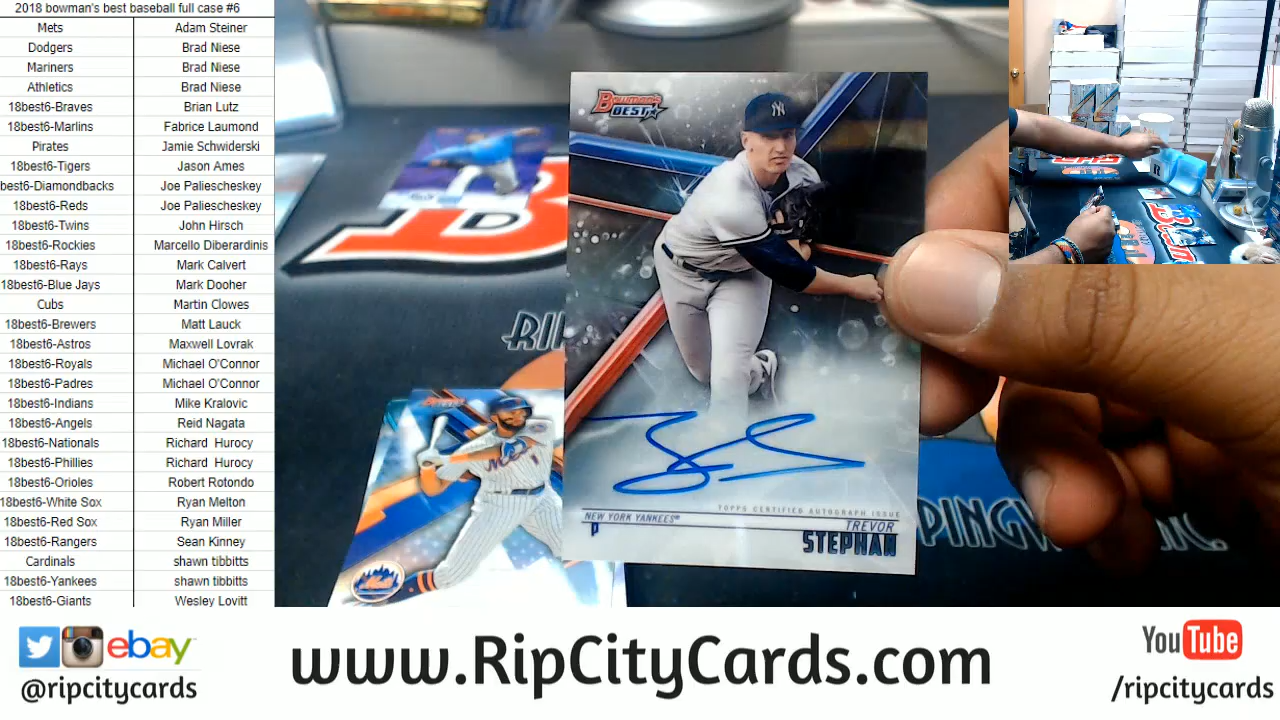 2018 bowman's best baseball full case #6
Mets Adam Steiner
Dodgers Brad Niese
Mariners Brad Niese
Athletics Brad Niese
18best6-Braves Brian Lutz
18best6-Marlins Fabrice Laumond
Pirates Jamie Schwiderski
18best6-Tigers Jason Ames
best6-Diamondbacks Joe Paliescheskey
18best6-Reds Joe Paliescheskey
18best6-Twins John Hirsch
18best6-Rockies Marcello Diberardinis
18best6-Rays Mark Calvert
18best6-Blue Jays Mark Dooher
Cubs Martin Clowes
18best6-Brewers Matt Lauck
18best6-Astros Maxwell Lovrak
18best6-Royals Michael O'Connor
18best6-Padres Michael O'Connor
18best6-Indians Mike Kralovic
18best6-Angels Reid Nagata
18best6-Nationals Richard Hurocy
18best6-Phillies Richard Hurocy
18best6-Orioles Robert Rotondo
18best6-White Sox Ryan Melton
18best6-Red Sox Ryan Miller
18best6-Rangers Sean Kinney
Cardinals shawn tibbitts
18best6-Yankees shawn tibbitts
18best6-Giants Wesley Lovitt
BOWMAN'S
BEST
NY
TOPPS CERTIFIED AUTOGRAPH ISSUE
NEW YORK YANKEES
TREVOR
P
STEPHAN
Mets
1
Mets
RI
PING
ebay
@ripcitycards
www.RipCityCards.com
YouTube
/ripcitycards